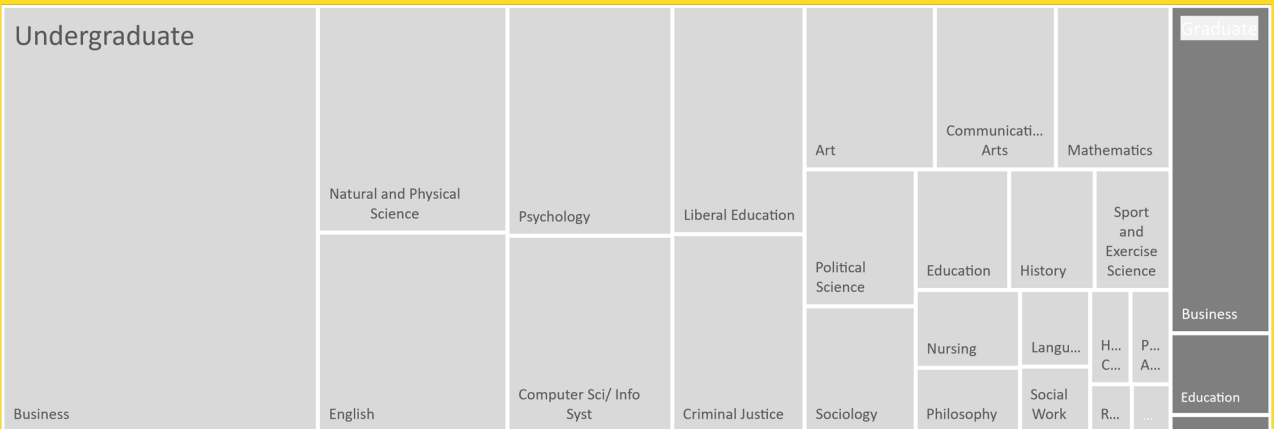 Undergraduate
Graduate
Art
Communicati...
Arts
Mathematics
Natural and Physical
Science
Psychology
Liberal Education
Political
Science
Education
History
Sport
and
Exercise
Science
Business
Nursing
Langu...
H...
C...
P...
A...
Business
English
Computer Sci/ Info
Syst
Criminal Justice
Sociology
Philosophy
Social
Work
R...
...
Education